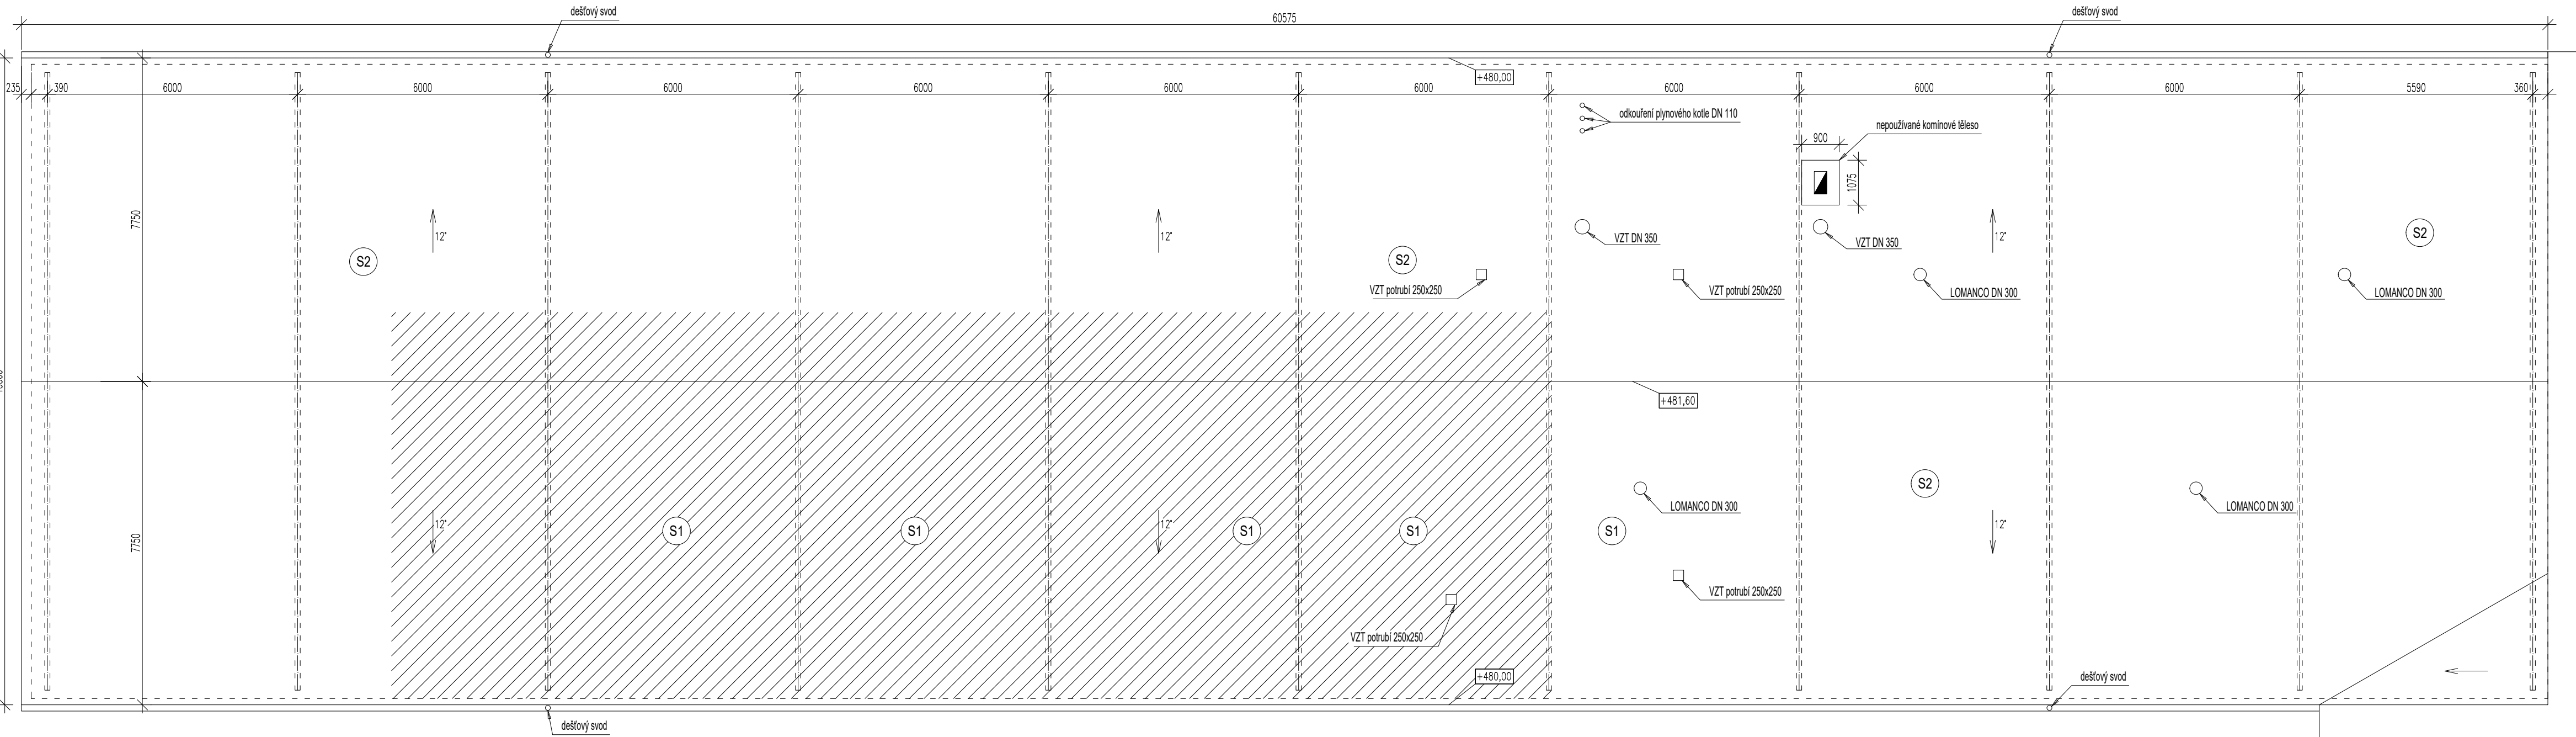 dešťový svod
60575
dešťový svod
+480,00
235
390
6000
6000
6000
6000
6000
6000
6000
6000
6000
5590
360
odkouření plynového kotle DN 110
nepoužívané komínové těleso
900
1075
7750
12°
12°
12°
S2
S2
S2
VZT DN 350
VZT DN 350
VZT potrubí 250x250
VZT potrubí 250x250
LOMANCO DN 300
LOMANCO DN 300
+481,60
S2
LOMANCO DN 300
LOMANCO DN 300
7750
12°
12°
12°
S1
S1
S1
S1
S1
VZT potrubí 250x250
VZT potrubí 250x250
+480,00
dešťový svod
dešťový svod